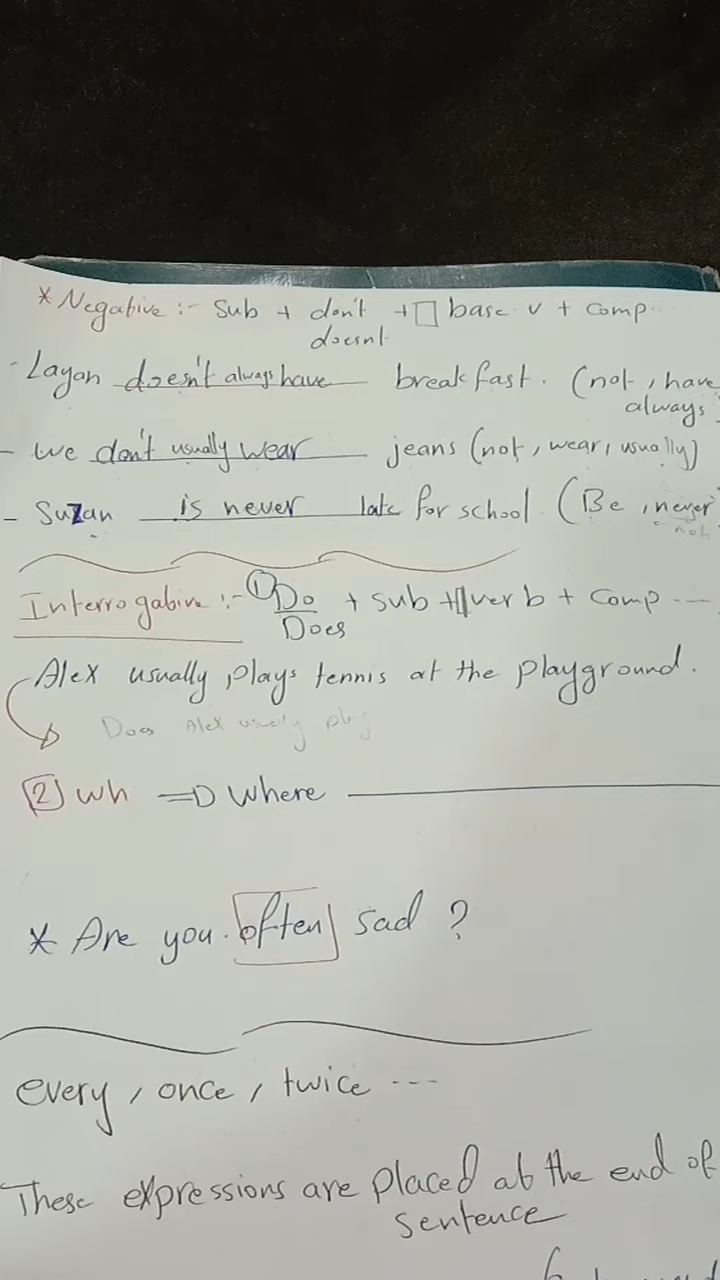 * Negative :- Sub + don't + □ base v + comp...
doesn't
- Layan doesn't always have breakfast. (not, have
always)
- we don't usually wear jeans (not, wear, usually)
- Suzan is never late for school. (Be, never
not
Interrogative :- ① Do + sub + verb + comp ---
Does
Alex usually plays tennis at the playground.
Does Alex usually play
2 wh => Where
* Are you often sad ?
every, once, twice ---
These expressions are placed at the end of
sentence